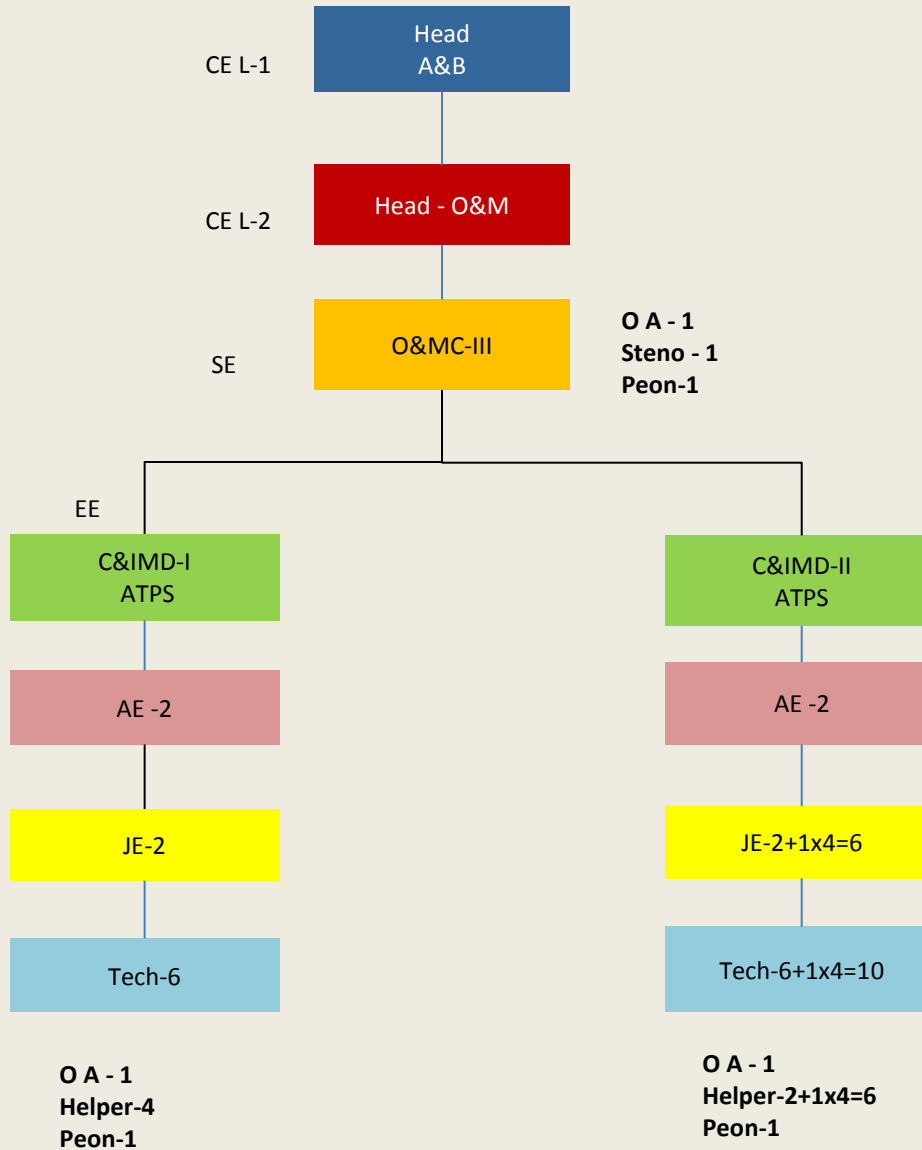 Head
A&B
CE L-1
Head - O&M
CE L-2
O&MC-III
SE
O A - 1
Steno - 1
Peon-1
EE
C&IMD-I
ATPS
C&IMD-II
ATPS
AE -2
AE -2
JE-2
JE-2+1x4=6
Tech-6
Tech-6+1x4=10
O A - 1
Helper-4
Peon-1
O A - 1
Helper-2+1x4=6
Peon-1